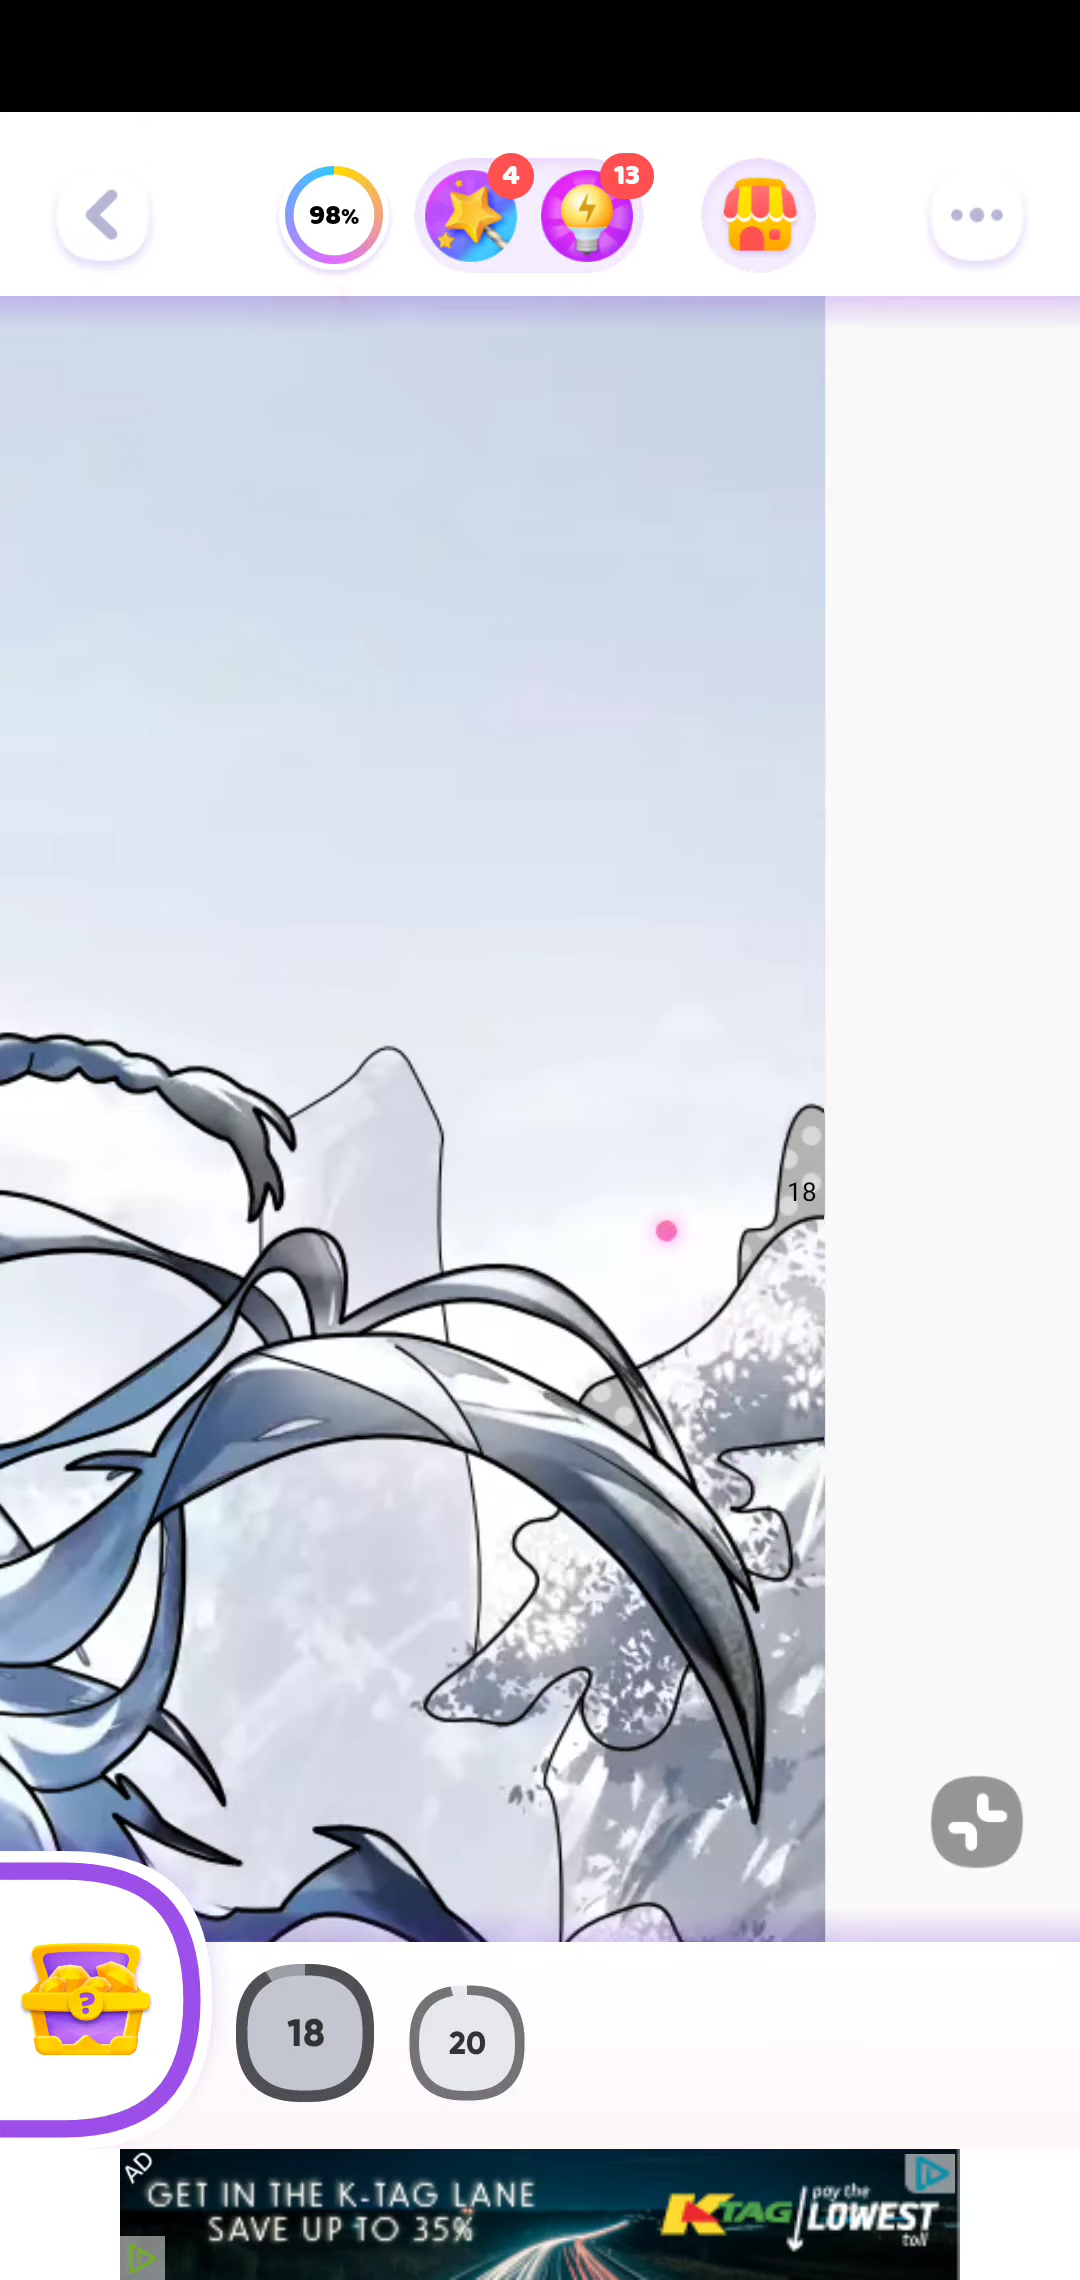 98%
4
13
18
?
18
20
AD
GET IN THE K-TAG LANE
SAVE UP TO 35%
KTAG
pay the
LOWEST
toll